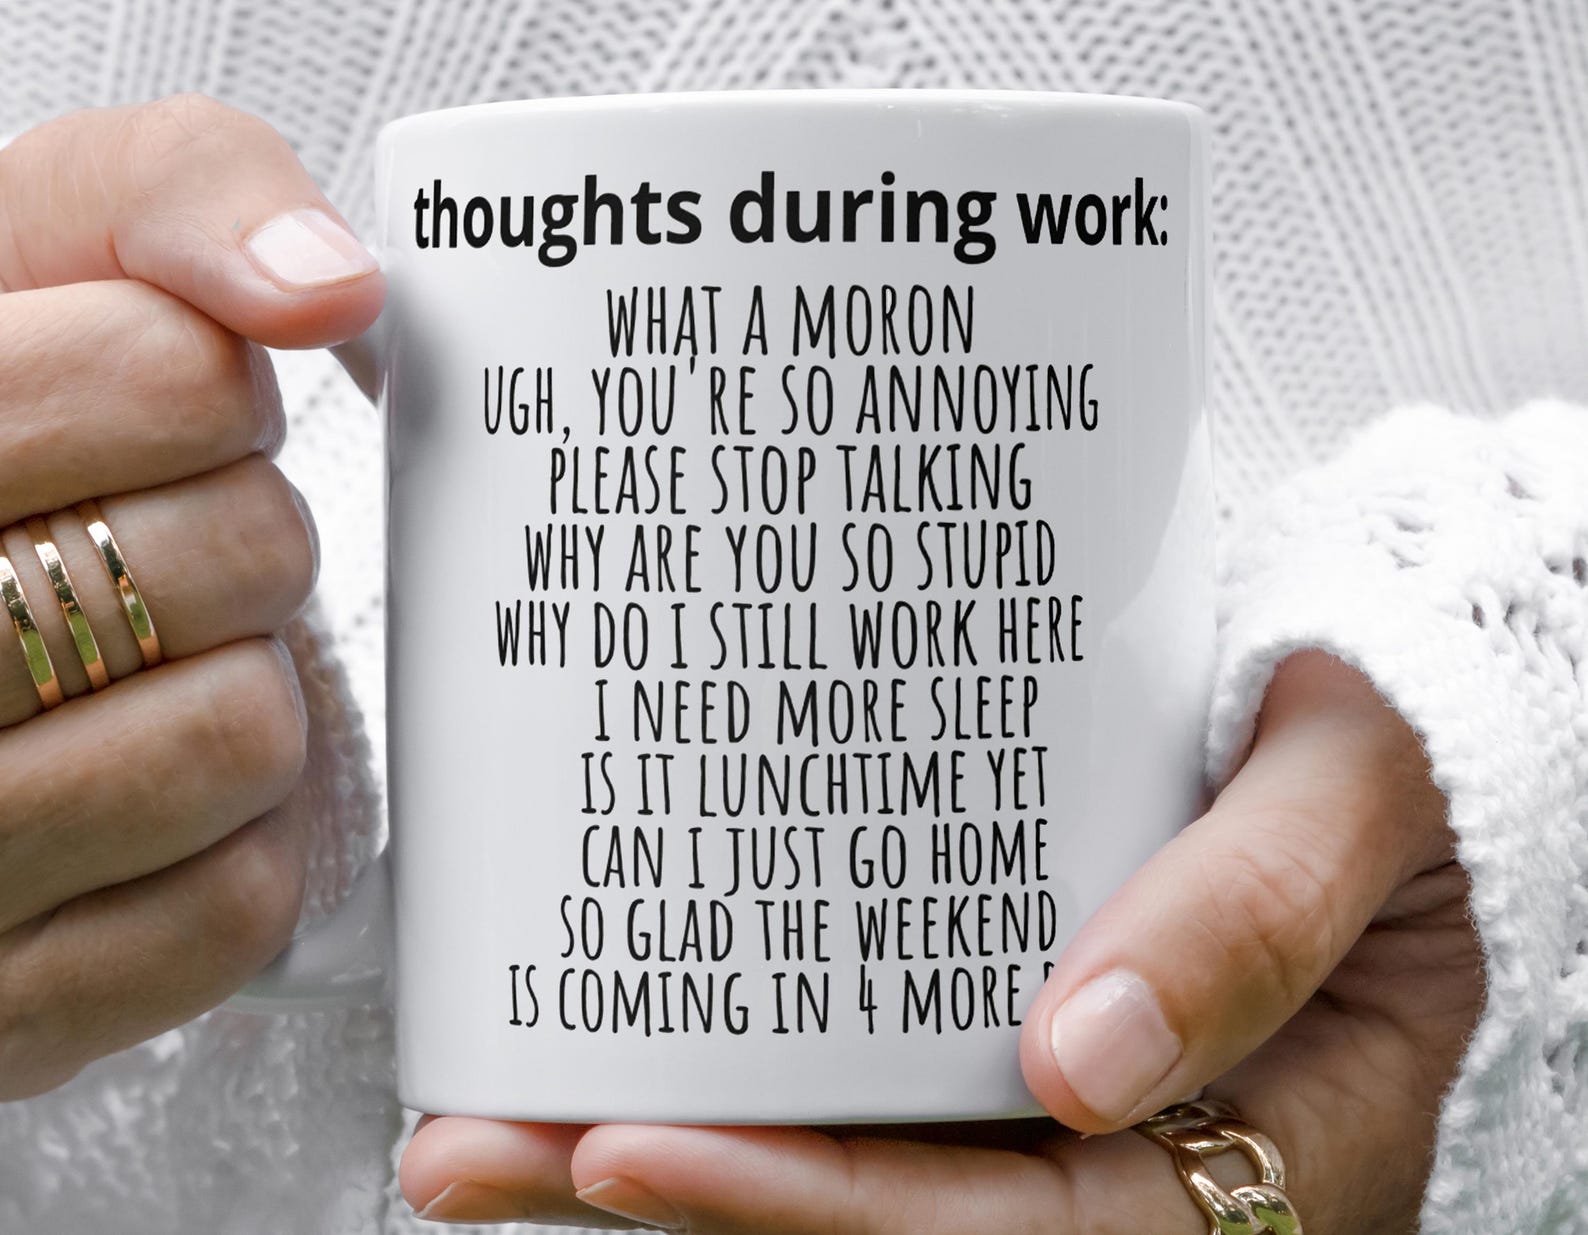 thoughts during work:
WHAT A MORON
UGH, YOU'RE SO ANNOYING
PLEASE STOP TALKING
WHY ARE YOU SO STUPID
WHY DO I STILL WORK HERE
I NEED MORE SLEEP
IS IT LUNCHTIME YET
CAN I JUST GO HOME
SO GLAD THE WEEKEND
IS COMING IN 4 MORE